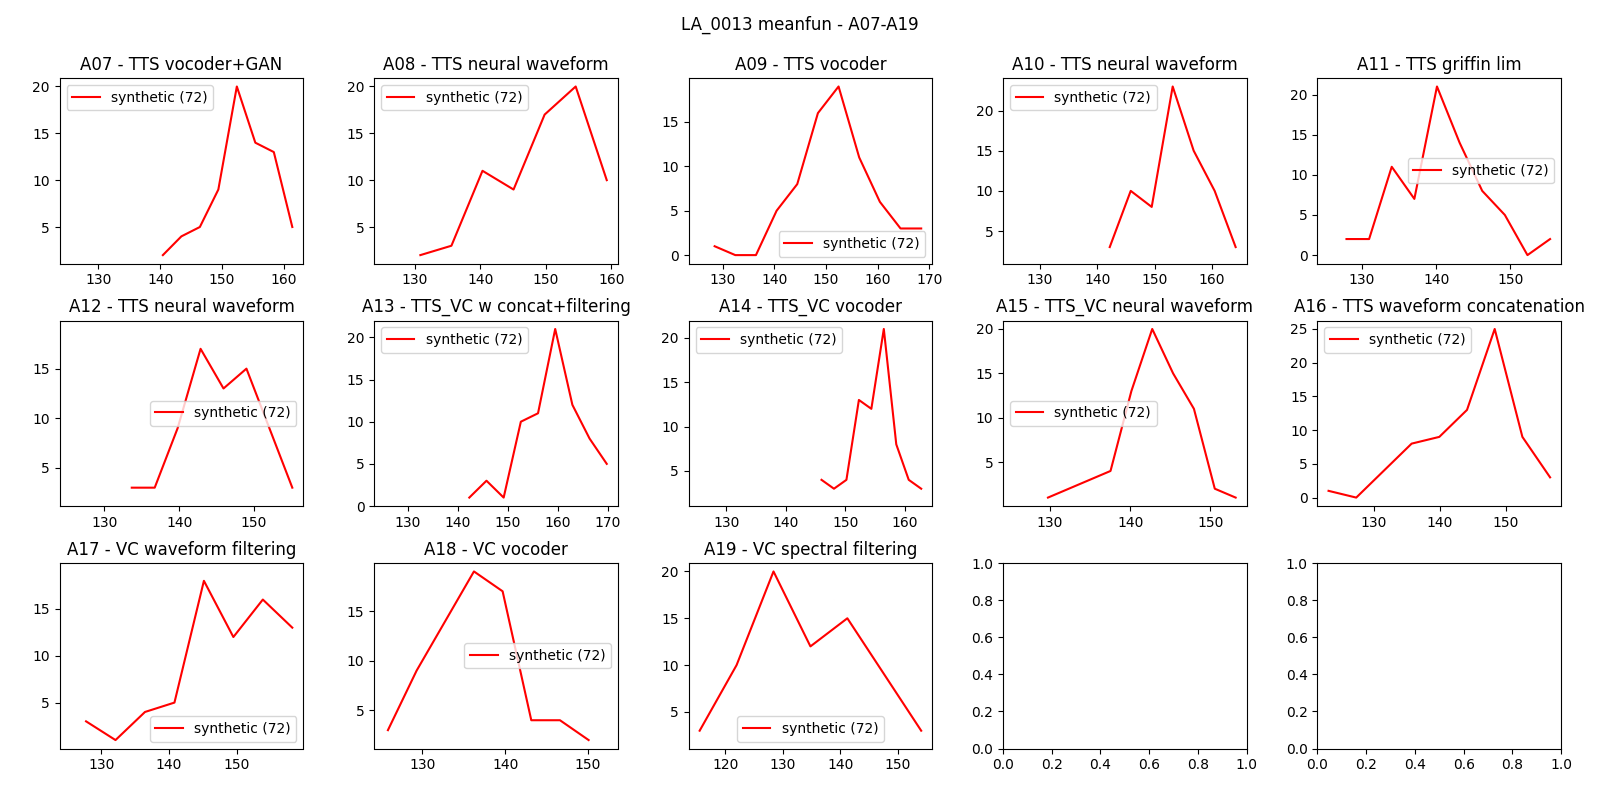 LA_0013 meanfun - A07-A19
A07 - TTS vocoder+GAN
A08 - TTS neural waveform
A09 - TTS vocoder
A10 - TTS neural waveform
A11 - TTS griffin lim
20
15
10
5
synthetic (72)
130 140 150 160
20
15
10
5
synthetic (72)
130 140 150 160
15
10
5
0
synthetic (72)
130 140 150 160 170
20
15
10
5
synthetic (72)
130 140 150 160
20
15
10
5
0
synthetic (72)
130 140 150
A12 - TTS neural waveform
A13 - TTS_VC w concat+filtering
A14 - TTS_VC vocoder
A15 - TTS_VC neural waveform
A16 - TTS waveform concatenation
15
10
5
synthetic (72)
130 140 150
20
15
10
5
0
synthetic (72)
130 140 150 160 170
20
15
10
5
synthetic (72)
130 140 150 160
20
15
10
5
synthetic (72)
130 140 150
25
20
15
10
5
0
synthetic (72)
130 140 150
A17 - VC waveform filtering
A18 - VC vocoder
A19 - VC spectral filtering
15
10
5
synthetic (72)
130 140 150
15
10
5
synthetic (72)
130 140 150
20
15
10
5
synthetic (72)
120 130 140 150
1.0
0.8
0.6
0.4
0.2
0.0
0.0 0.2 0.4 0.6 0.8 1.0
1.0
0.8
0.6
0.4
0.2
0.0
0.0 0.2 0.4 0.6 0.8 1.0